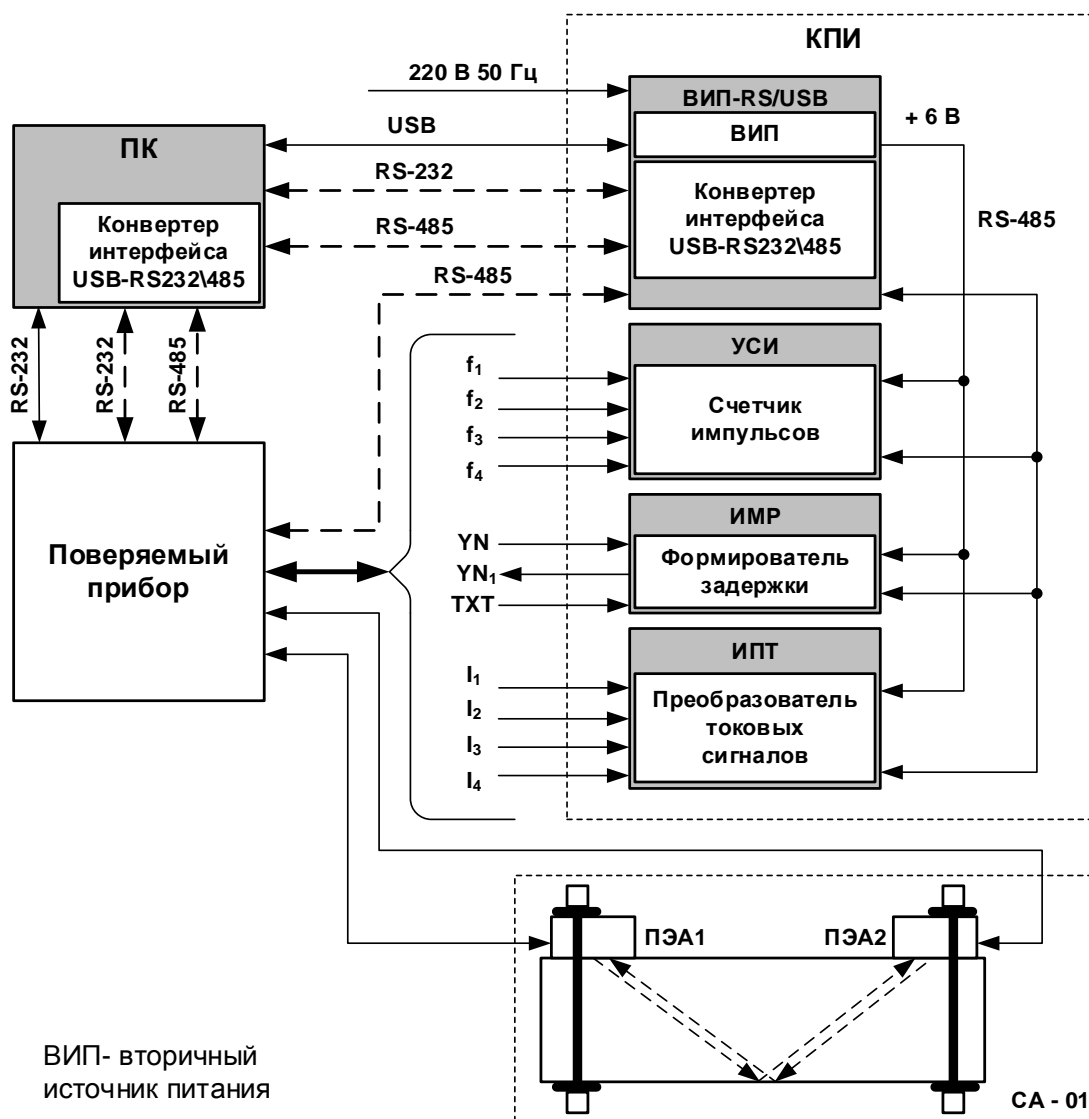 КПИ
220 В 50 Гц
ВИП-RS/USB
+ 6 В
USB
ВИП
ПК
RS-232
Конвертер
интерфейса
USB-RS232\485
RS-485
RS-485
Конвертер
интерфейса
USB-RS232\485
RS-485
RS-232
RS-232
RS-485
УСИ
f1
f2
f3
f4
Счетчик
импульсов
ИМР
YN
YN1
TXT
Формирователь
задержки
Поверяемый
прибор
ИПТ
I1
I2
I3
I4
Преобразователь
токовых
сигналов
ПЭА1
ПЭА2
ВИП- вторичный
источник питания
СА - 01